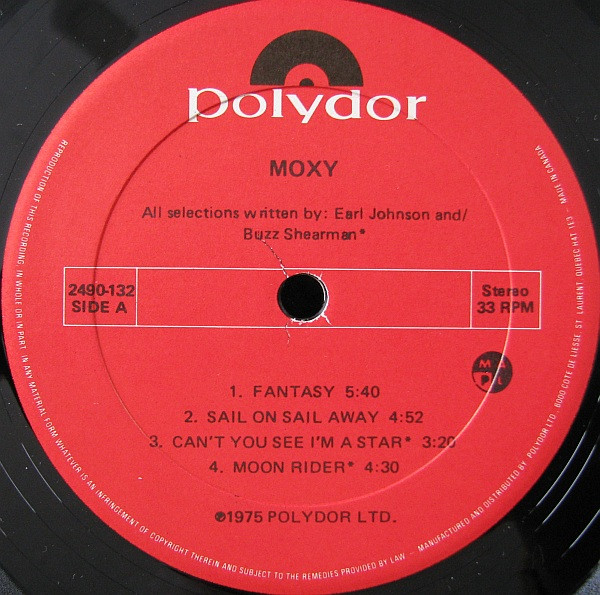 polydor
MOXY
All selections written by: Earl Johnson and/
Buzz Shearman*
2490-132
SIDE A
Stereo
33 RPM
M A
P L
1. FANTASY 5:40
2. SAIL ON SAIL AWAY 4:52
3. CAN'T YOU SEE I'M A STAR* 3:20
4. MOON RIDER* 4:30
℗1975 POLYDOR LTD.
REPRODUCTION OF THIS RECORDING IN WHOLE OR IN PART IN ANY MATERIAL FORM WHATEVER IS AN INFRINGEMENT OF COPYRIGHT THEREIN AND SUBJECT TO THE REMEDIES PROVIDED BY LAW – MANUFACTURED AND DISTRIBUTED BY POLYDOR LTD. 6000 COTE DE LIESSE, ST LAURENT QUEBEC H4T 1E3 – MADE IN CANADA